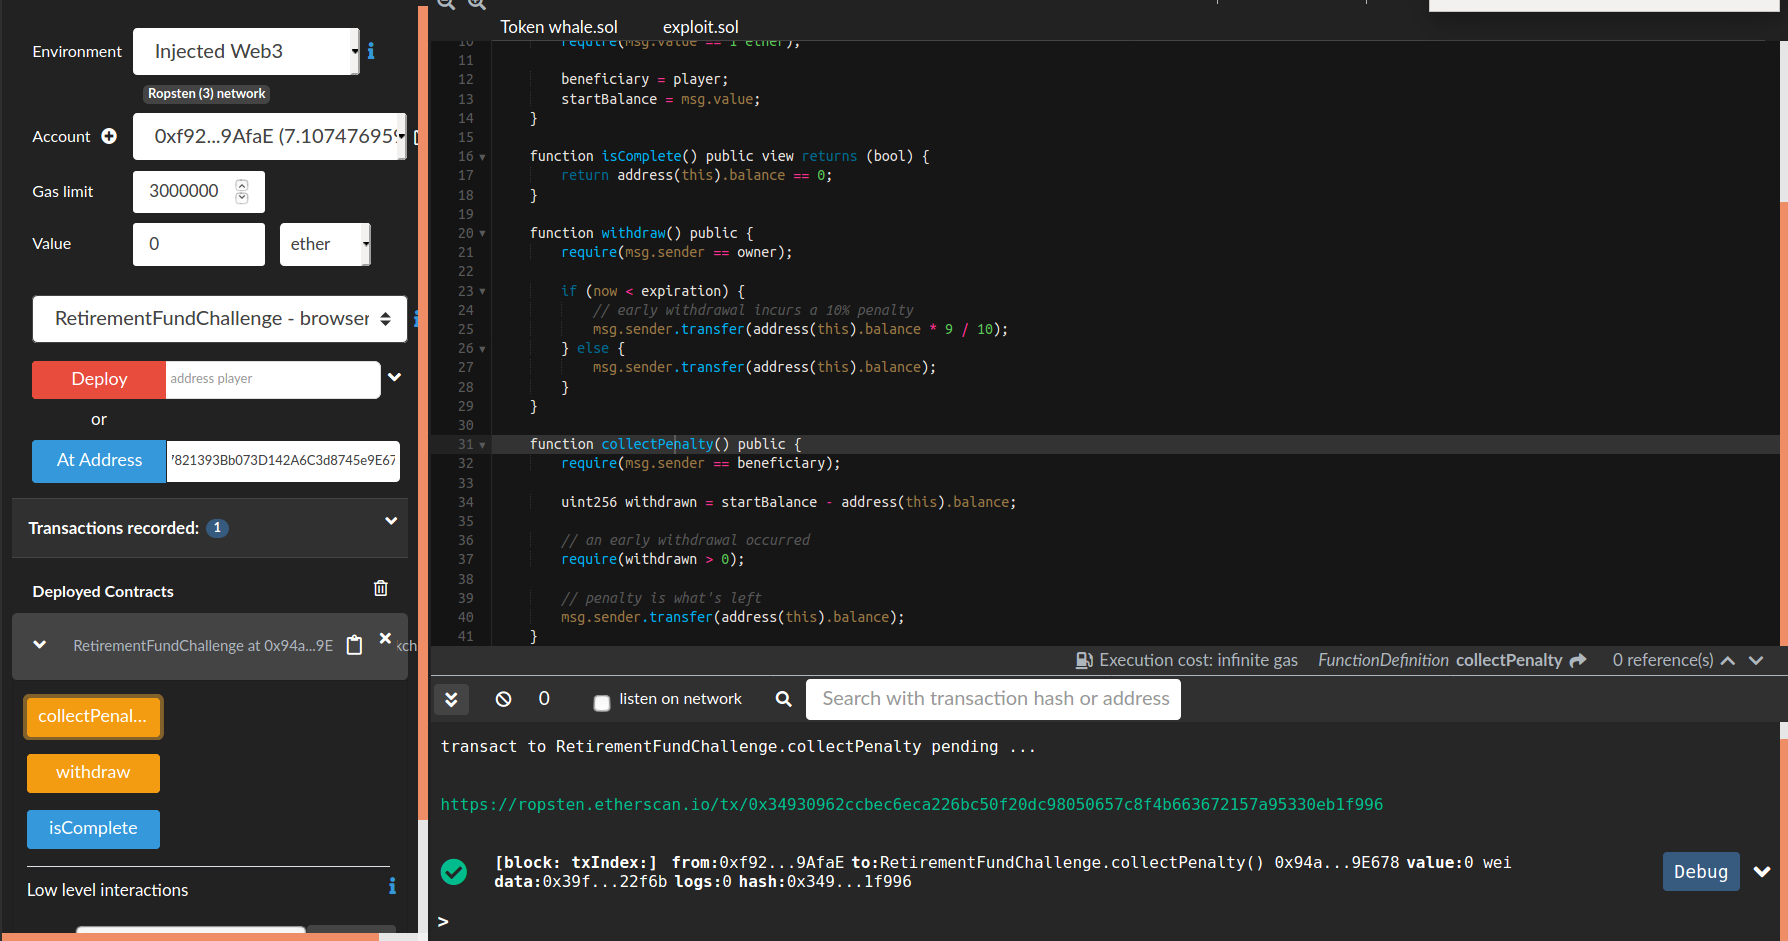 Environment
Injected Web3
Ropsten (3) network
Account
0xf92...9AfaE (7.107476959
Gas limit
3000000
Value
0
ether
RetirementFundChallenge - browser
Deploy
address player
or
At Address
7821393Bb073D142A6C3d8745e9E67
Transactions recorded: 1
Deployed Contracts
RetirementFundChallenge at 0x94a...9E
kch
collectPenal...
withdraw
isComplete
Low level interactions
Token whale.sol exploit.sol
10 require(msg.value == 1 ether);
11
12 beneficiary = player;
13 startBalance = msg.value;
14 }
15
16 function isComplete() public view returns (bool) {
17 return address(this).balance == 0;
18 }
19
20 function withdraw() public {
21 require(msg.sender == owner);
22
23 if (now < expiration) {
24 // early withdrawal incurs a 10% penalty
25 msg.sender.transfer(address(this).balance * 9 / 10);
26 } else {
27 msg.sender.transfer(address(this).balance);
28 }
29 }
30
31 function collectPenalty() public {
32 require(msg.sender == beneficiary);
33
34 uint256 withdrawn = startBalance - address(this).balance;
35
36 // an early withdrawal occurred
37 require(withdrawn > 0);
38
39 // penalty is what's left
40 msg.sender.transfer(address(this).balance);
41 }
Execution cost: infinite gas FunctionDefinition collectPenalty 0 reference(s)
0 listen on network Search with transaction hash or address
transact to RetirementFundChallenge.collectPenalty pending ...
https://ropsten.etherscan.io/tx/0x34930962ccbec6eca226bc50f20dc98050657c8f4b663672157a95330eb1f996
[block: txIndex:] from:0xf92...9AfaE to:RetirementFundChallenge.collectPenalty() 0x94a...9E678 value:0 wei
data:0x39f...22f6b logs:0 hash:0x349...1f996
Debug
>